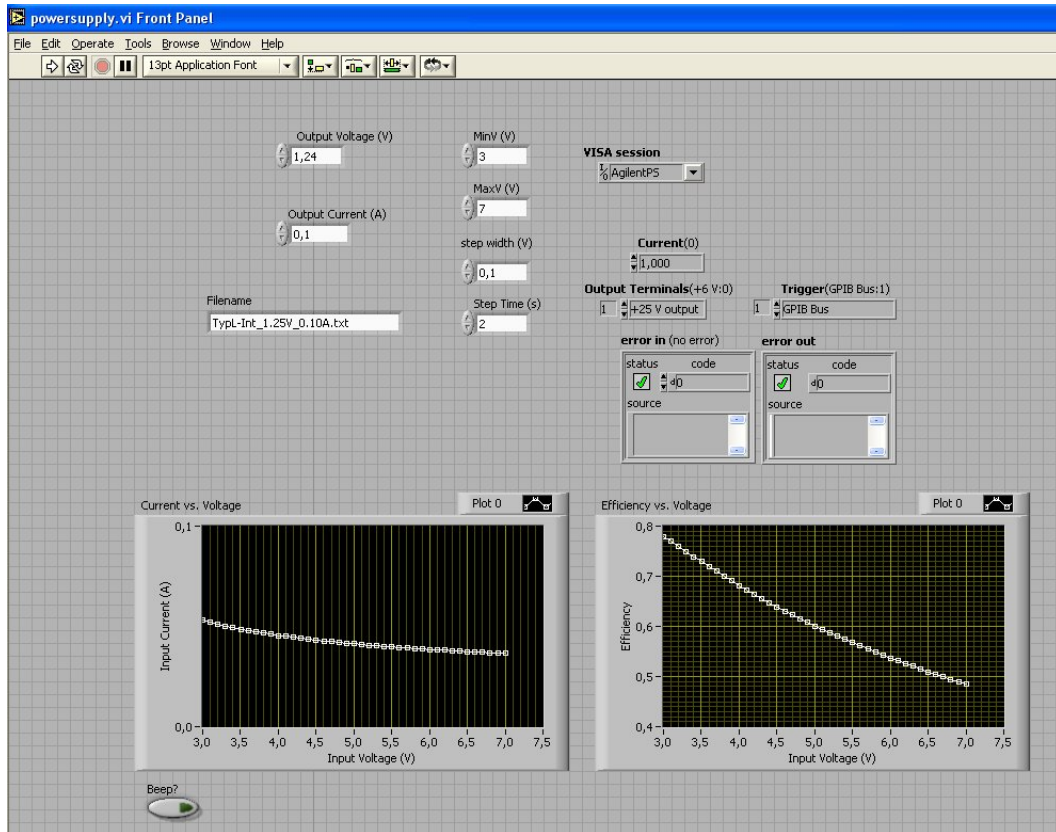 powersupply.vi Front Panel
File Edit Operate Tools Browse Window Help
13pt Application Font
Output Voltage (V)
1,24
MinV (V)
3
VISA session
I/O AgilentPS
MaxV (V)
7
Output Current (A)
0,1
step width (V)
0,1
Current(0)
1,000
Output Terminals(+6 V:0)
1 +25 V output
Trigger(GPIB Bus:1)
1 GPIB Bus
Filename
TypL-Int_1.25V_0.10A.txt
Step Time (s)
2
error in (no error)
status code
d0
source
error out
status code
d0
source
Current vs. Voltage
Plot 0
0,1
0,0
Input Current (A)
3,0 3,5 4,0 4,5 5,0 5,5 6,0 6,5 7,0 7,5
Input Voltage (V)
Efficiency vs. Voltage
Plot 0
0,8
0,7
0,6
0,5
0,4
Efficiency
3,0 3,5 4,0 4,5 5,0 5,5 6,0 6,5 7,0 7,5
Input Voltage (V)
Beep?